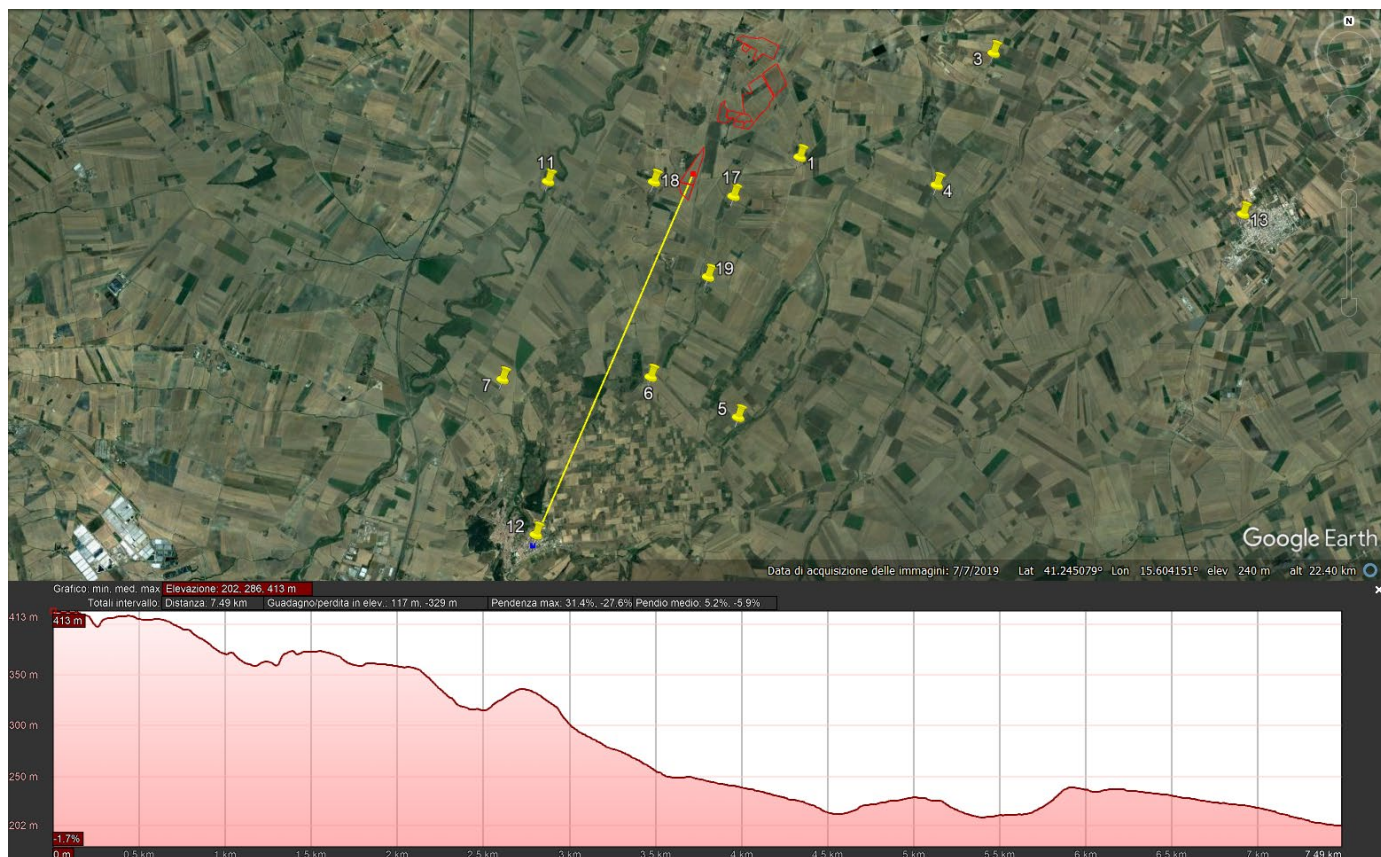 N
3
1
11
18
17
4
13
19
7
6
5
12
Google Earth
Data di acquisizione delle immagini: 7/7/2019 Lat 41.245079° Lon 15.604151° elev 240 m alt 22.40 km
Grafico: min, med, max Elevazione: 202, 286, 413 m
Totali intervallo: Distanza: 7.49 km Guadagno/perdita in elev.: 117 m, -329 m Pendenza max: 31.4%, -27.6% Pendio medio: 5.2%, -5.9%
413 m
413 m
350 m
300 m
250 m
202 m
-1.7%
0 m 0.5 km 1 km 1.5 km 2 km 2.5 km 3 km 3.5 km 4 km 4.5 km 5 km 5.5 km 6 km 6.5 km 7 km 7.49 km